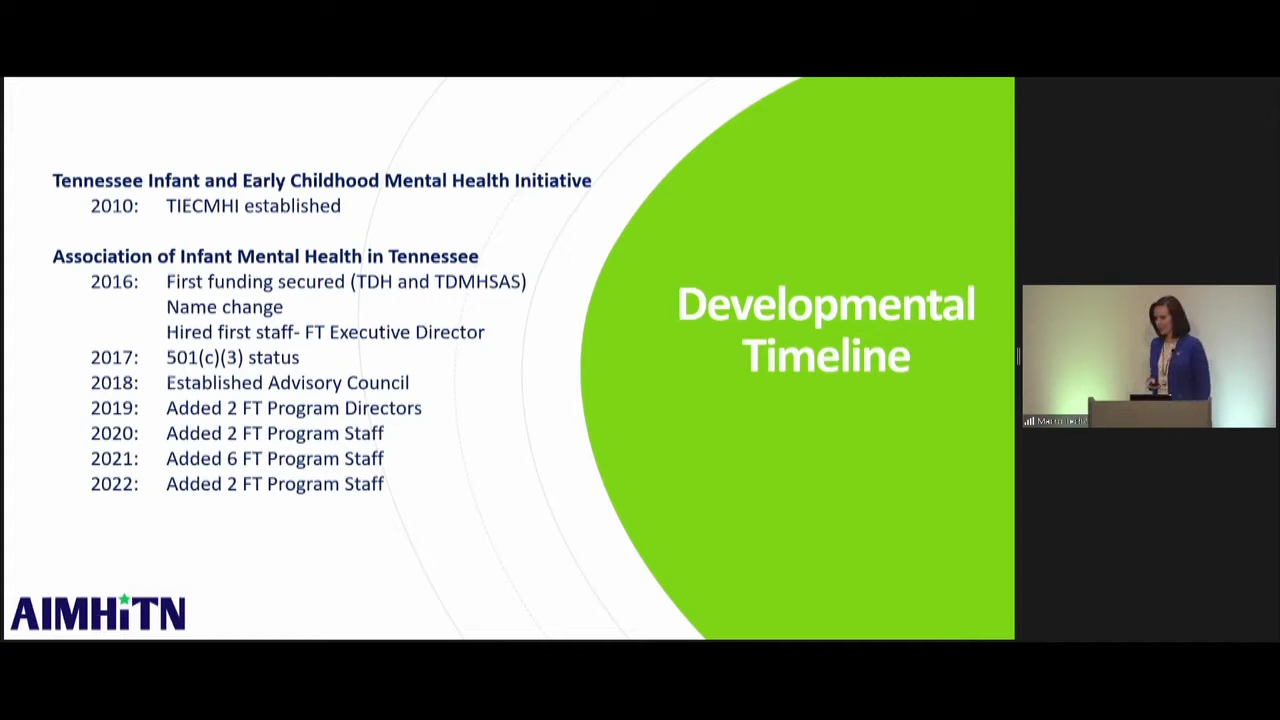 Tennessee Infant and Early Childhood Mental Health Initiative
2010: TIECMHI established
Association of Infant Mental Health in Tennessee
2016: First funding secured (TDH and TDMHSAS)
Name change
Hired first staff- FT Executive Director
2017: 501(c)(3) status
2018: Established Advisory Council
2019: Added 2 FT Program Directors
2020: Added 2 FT Program Staff
2021: Added 6 FT Program Staff
2022: Added 2 FT Program Staff
AIMHiTN
Developmental
Timeline